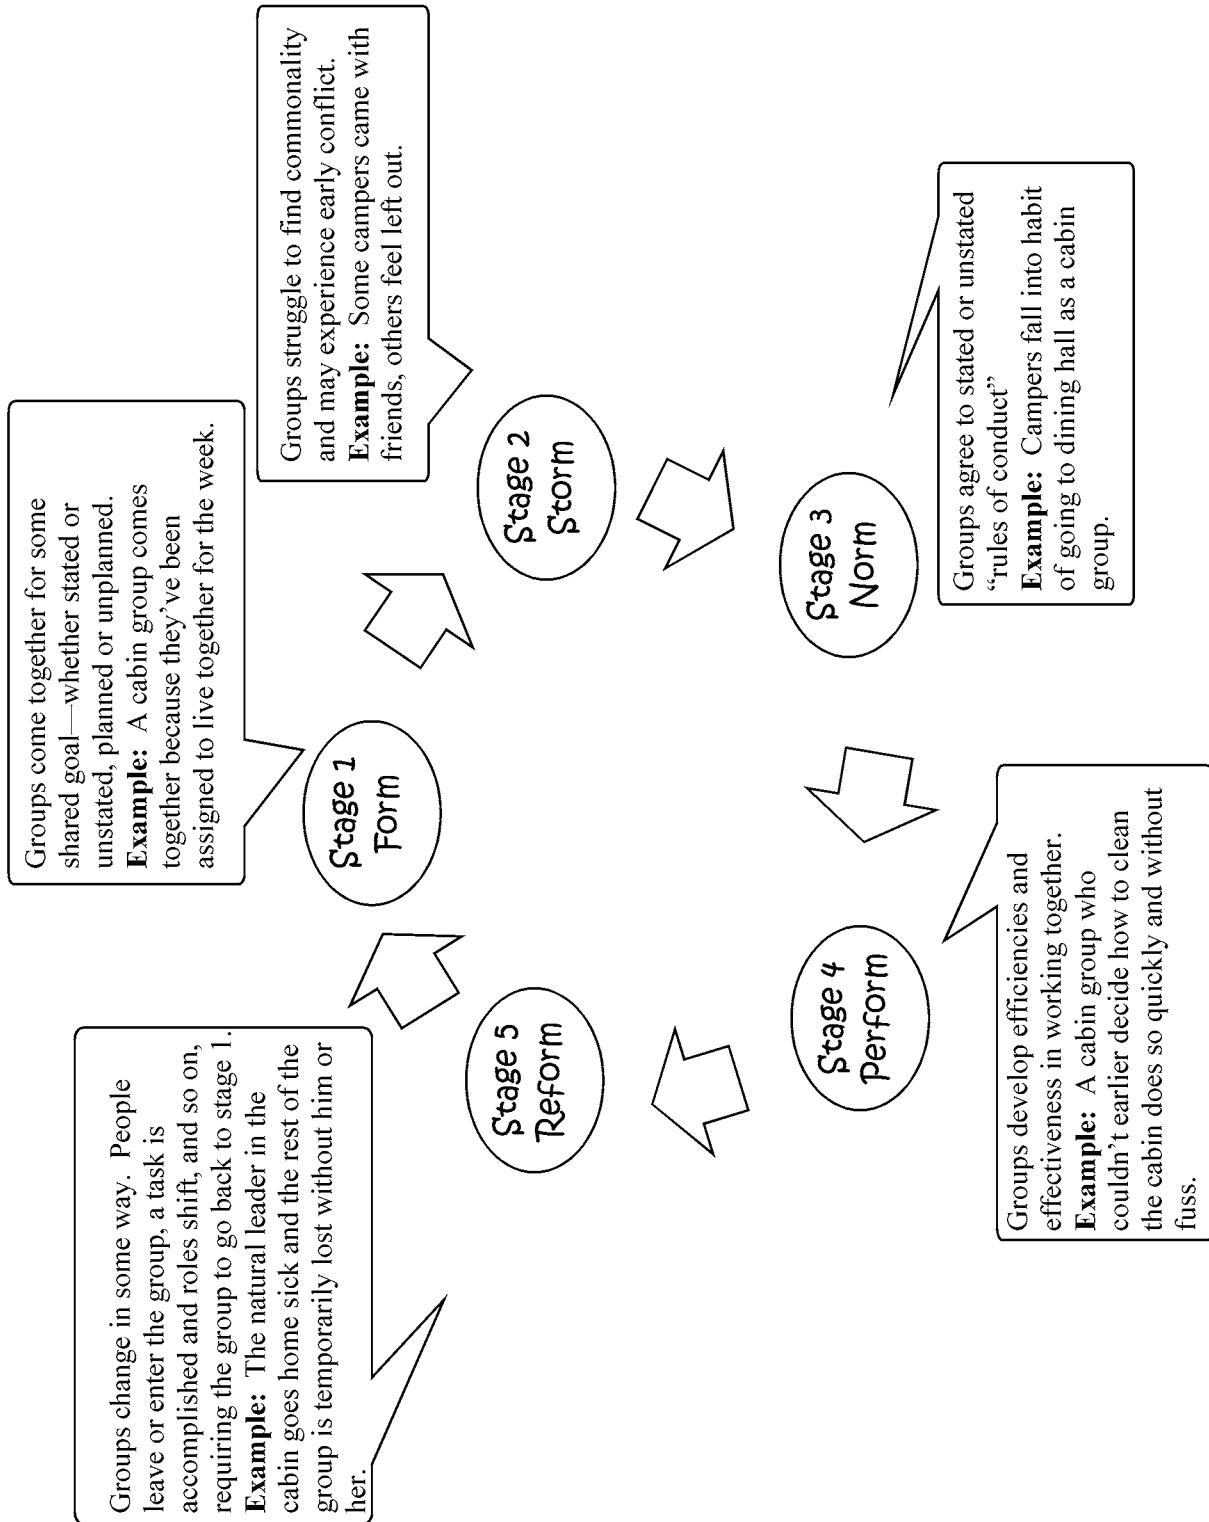 Groups come together for some
shared goal—whether stated or
unstated, planned or unplanned.
Example: A cabin group comes
together because they’ve been
assigned to live together for the week.
Stage 1
Form
Groups struggle to find commonality
and may experience early conflict.
Example: Some campers came with
friends, others feel left out.
Stage 2
Storm
Groups agree to stated or unstated
“rules of conduct”
Example: Campers fall into habit
of going to dining hall as a cabin
group.
Stage 3
Norm
Groups develop efficiencies and
effectiveness in working together.
Example: A cabin group who
couldn’t earlier decide how to clean
the cabin does so quickly and without
fuss.
Stage 4
Perform
Groups change in some way. People
leave or enter the group, a task is
accomplished and roles shift, and so on,
requiring the group to go back to stage 1.
Example: The natural leader in the
cabin goes home sick and the rest of the
group is temporarily lost without him or
her.
Stage 5
Reform